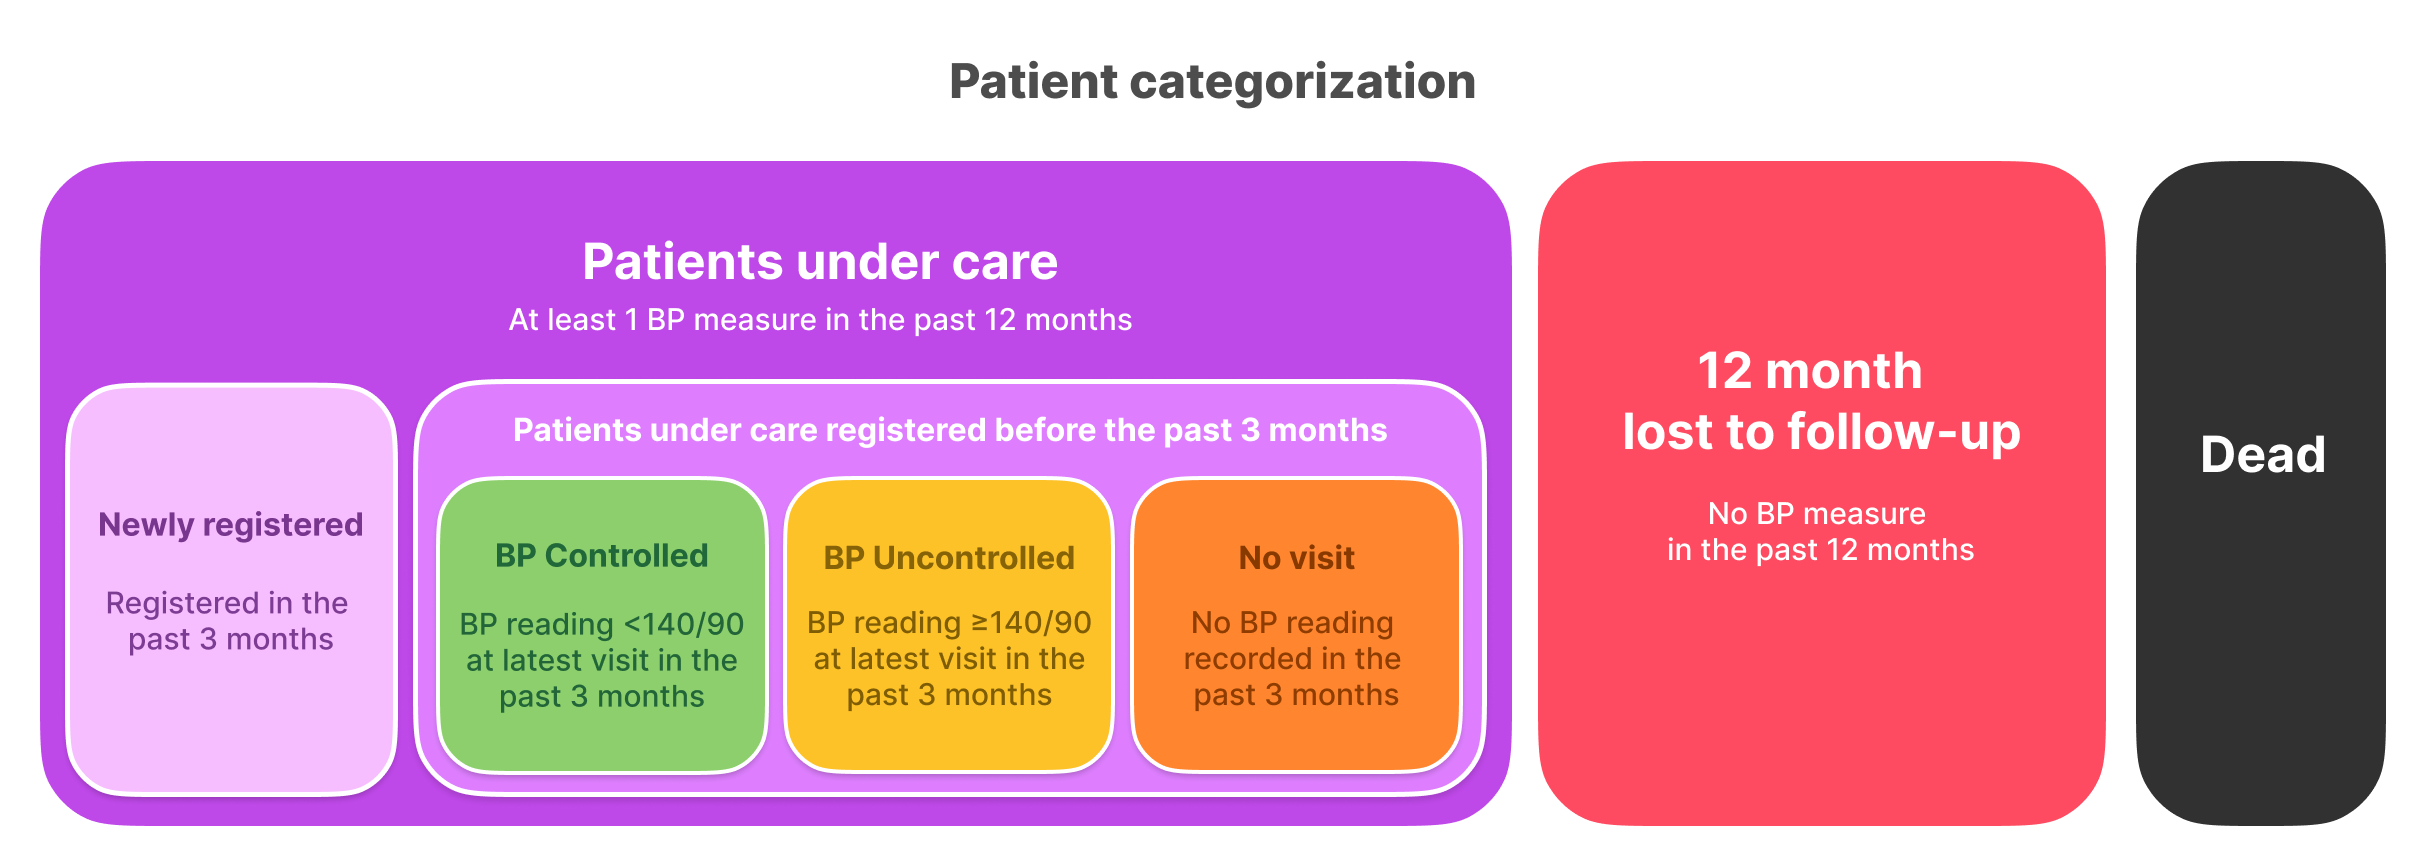 Patient categorization
Patients under care
At least 1 BP measure in the past 12 months
Newly registered
Registered in the
past 3 months
Patients under care registered before the past 3 months
BP Controlled
BP reading <140/90
at latest visit in the
past 3 months
BP Uncontrolled
BP reading ≥140/90
at latest visit in the
past 3 months
No visit
No BP reading
recorded in the
past 3 months
12 month
lost to follow-up
No BP measure
in the past 12 months
Dead